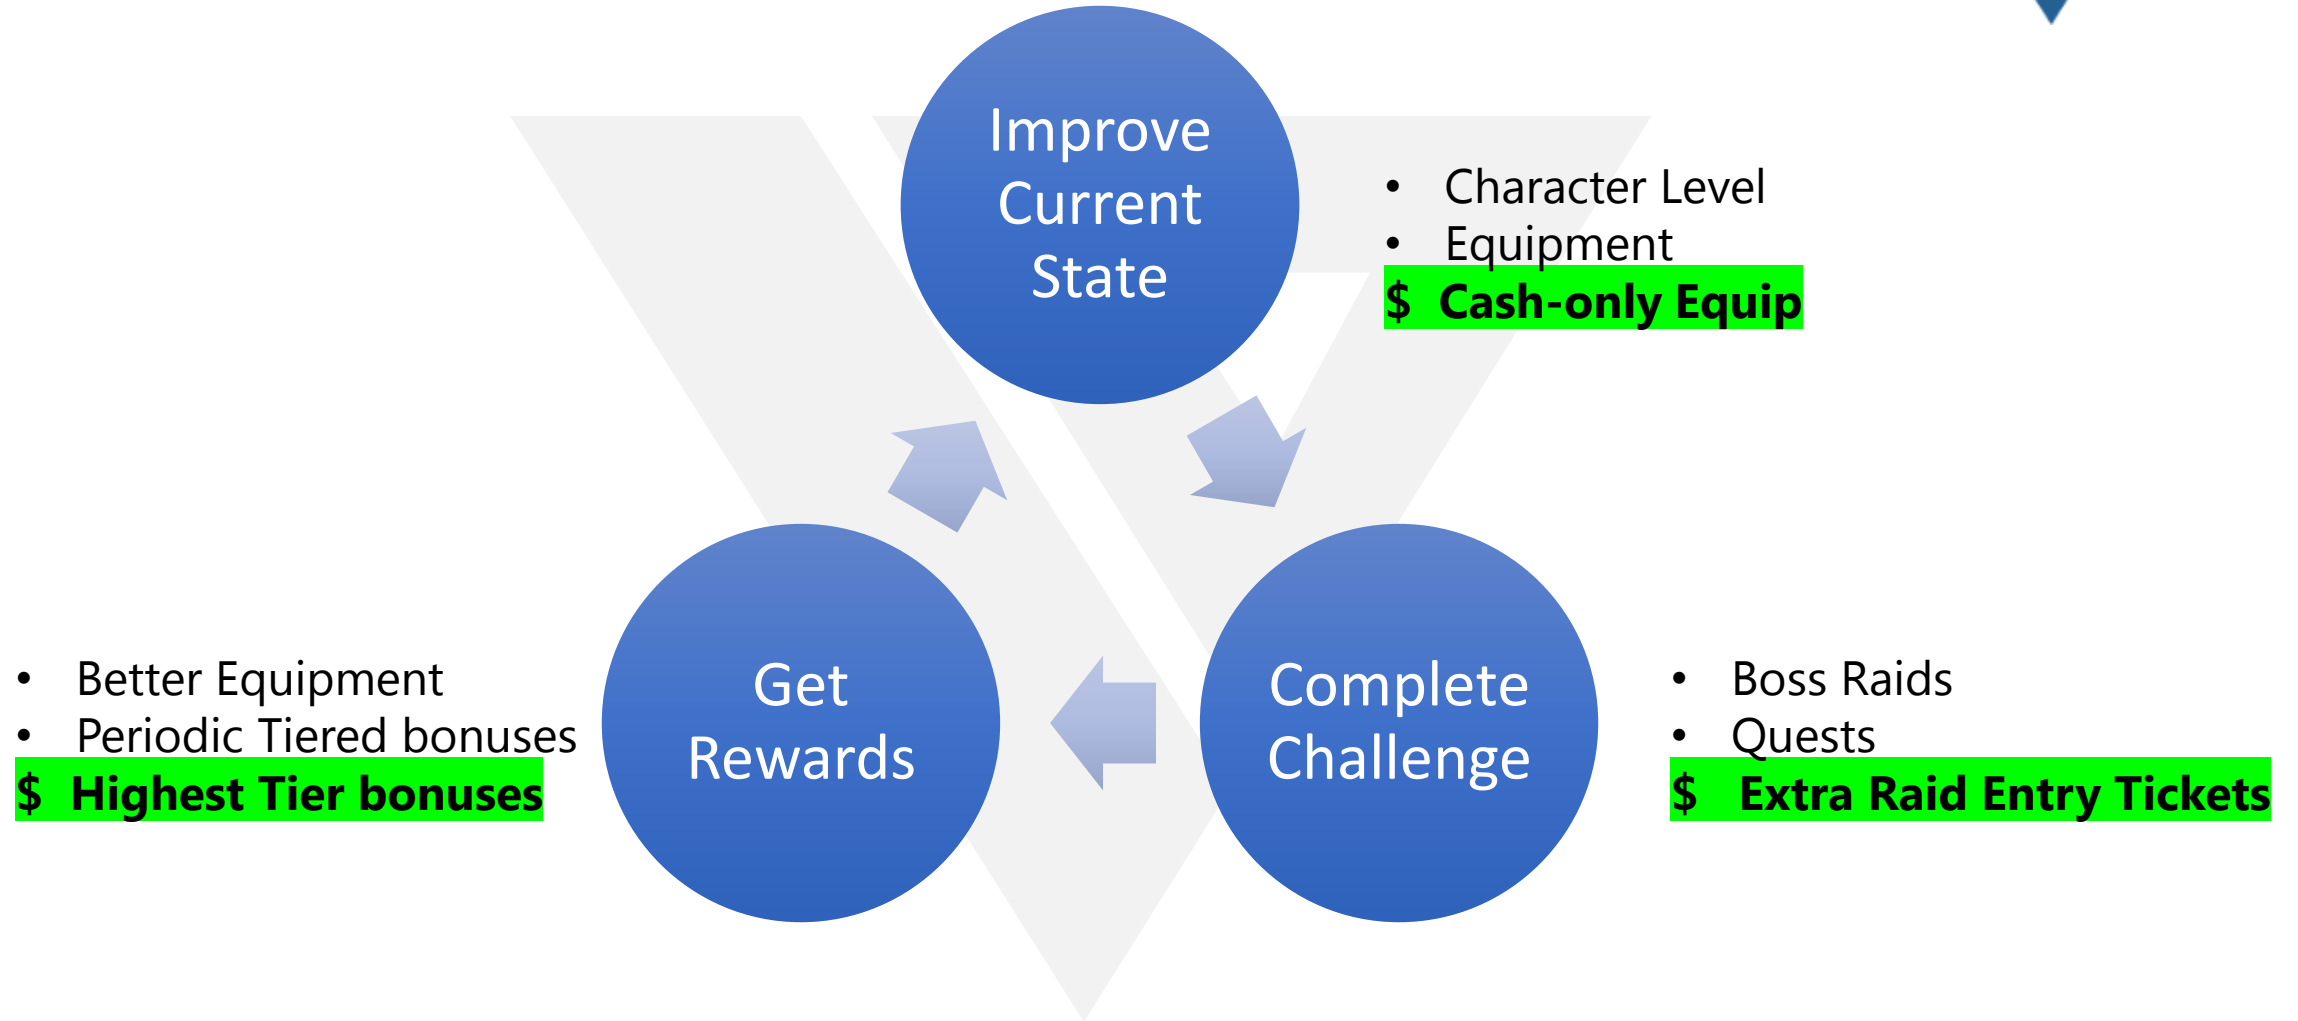 Improve
Current
State
• Character Level
• Equipment
$ Cash-only Equip
Get
Rewards
Complete
Challenge
• Better Equipment
• Periodic Tiered bonuses
$ Highest Tier bonuses
• Boss Raids
• Quests
$ Extra Raid Entry Tickets